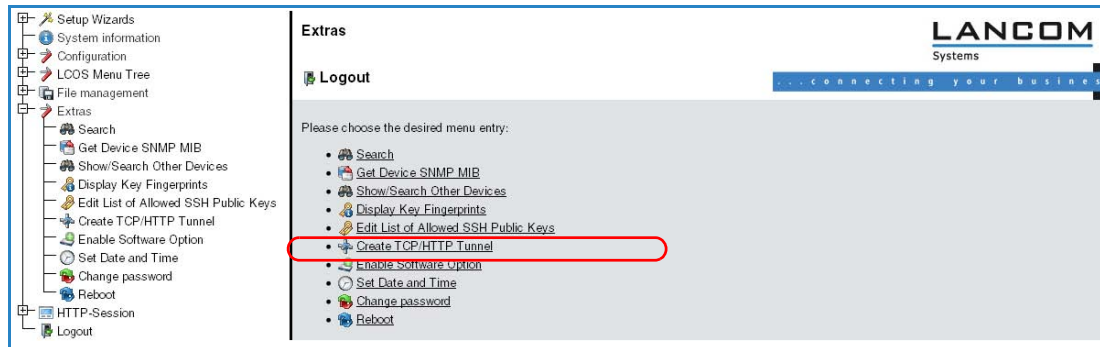 Setup Wizards
System information
Configuration
LCOS Menu Tree
File management
Extras
Search
Get Device SNMP MIB
Show/Search Other Devices
Display Key Fingerprints
Edit List of Allowed SSH Public Keys
Create TCP/HTTP Tunnel
Enable Software Option
Set Date and Time
Change password
Reboot
HTTP-Session
Logout
Extras
LANCOM
Systems
Logout
...connecting your busines
Please choose the desired menu entry:
Search
Get Device SNMP MIB
Show/Search Other Devices
Display Key Fingerprints
Edit List of Allowed SSH Public Keys
Create TCP/HTTP Tunnel
Enable Software Option
Set Date and Time
Change password
Reboot